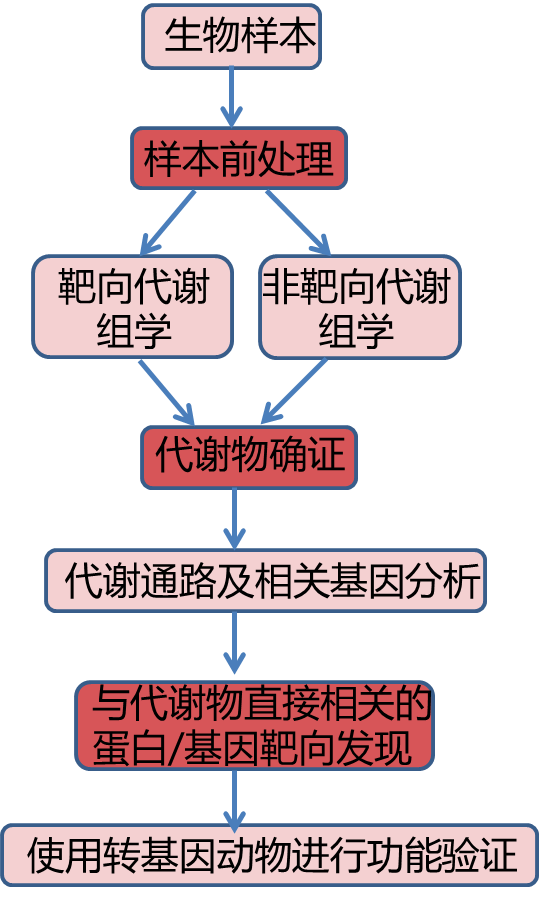 生物样本
样本前处理
靶向代谢
组学
非靶向代谢
组学
代谢物确证
代谢通路及相关基因分析
与代谢物直接相关的
蛋白/基因靶向发现
使用转基因动物进行功能验证